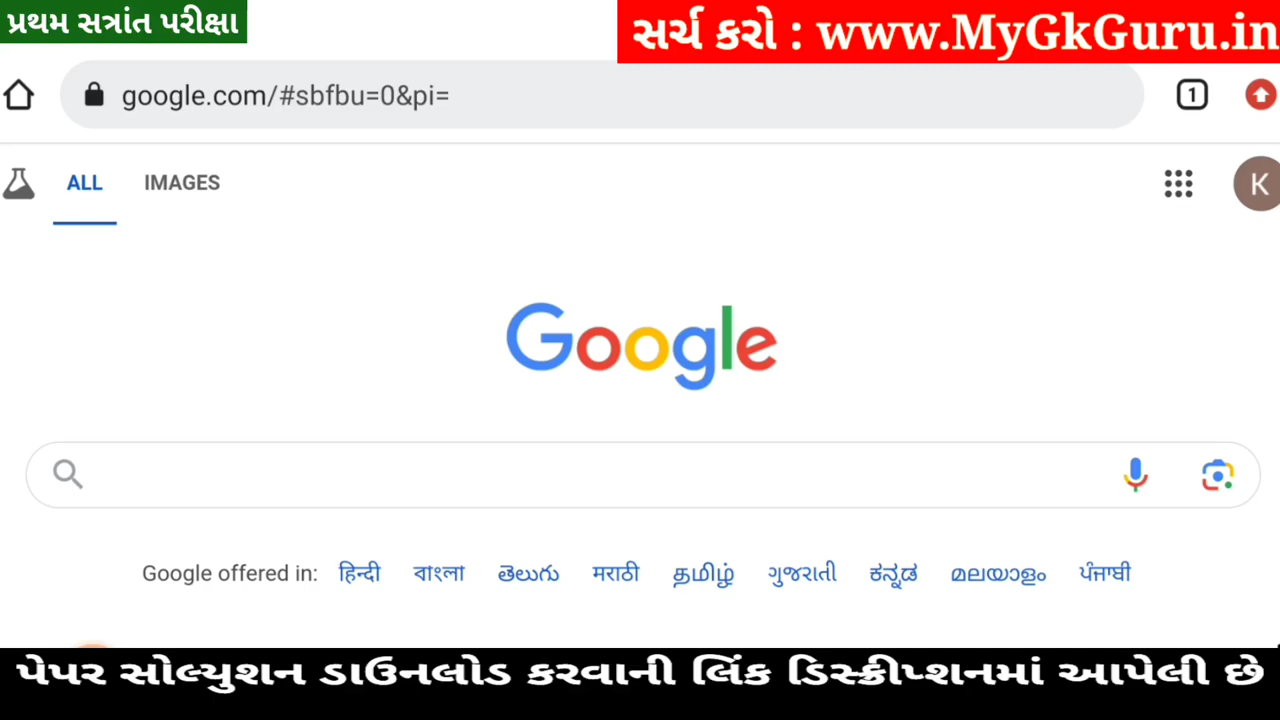 પ્રથમ સત્રાંત પરીક્ષા
સર્ચ કરો : www.MyGkGuru.in
google.com/#sbfbu=0&pi=
1
ALL IMAGES
K
Google
Google offered in: हिन्दी বাংলা తెలుగు मराठी தமிழ் ગુજરાતી ಕನ್ನಡ മലയാളം ਪੰਜਾਬੀ
પેપર સોલ્યુશન ડાઉનલોડ કરવાની લિંક ડિસ્ક્રીપ્શનમાં આપેલી છે